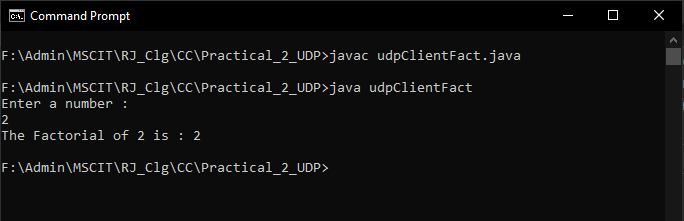 Command Prompt
F:\Admin\MSCIT\RJ_Clg\CC\Practical_2_UDP>javac udpClientFact.java
F:\Admin\MSCIT\RJ_Clg\CC\Practical_2_UDP>java udpClientFact
Enter a number :
2
The Factorial of 2 is : 2
F:\Admin\MSCIT\RJ_Clg\CC\Practical_2_UDP>